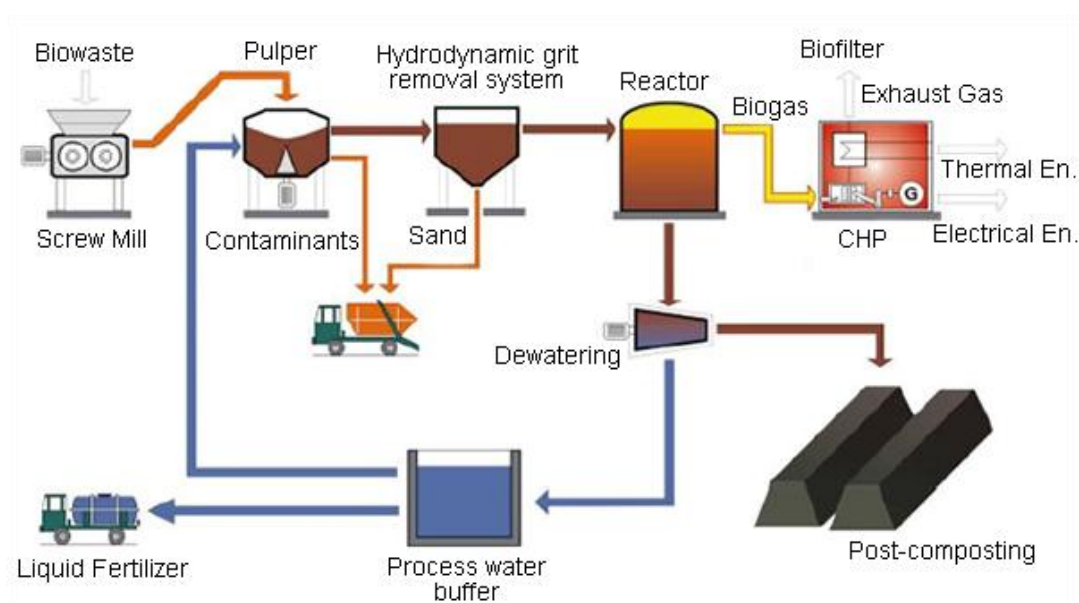 Biowaste
Pulper
Hydrodynamic grit
removal system
Reactor
Biogas
Biofilter
Exhaust Gas
Thermal En.
Electrical En.
G
CHP
Screw Mill
Contaminants
Sand
Dewatering
Post-composting
Process water
buffer
Liquid Fertilizer